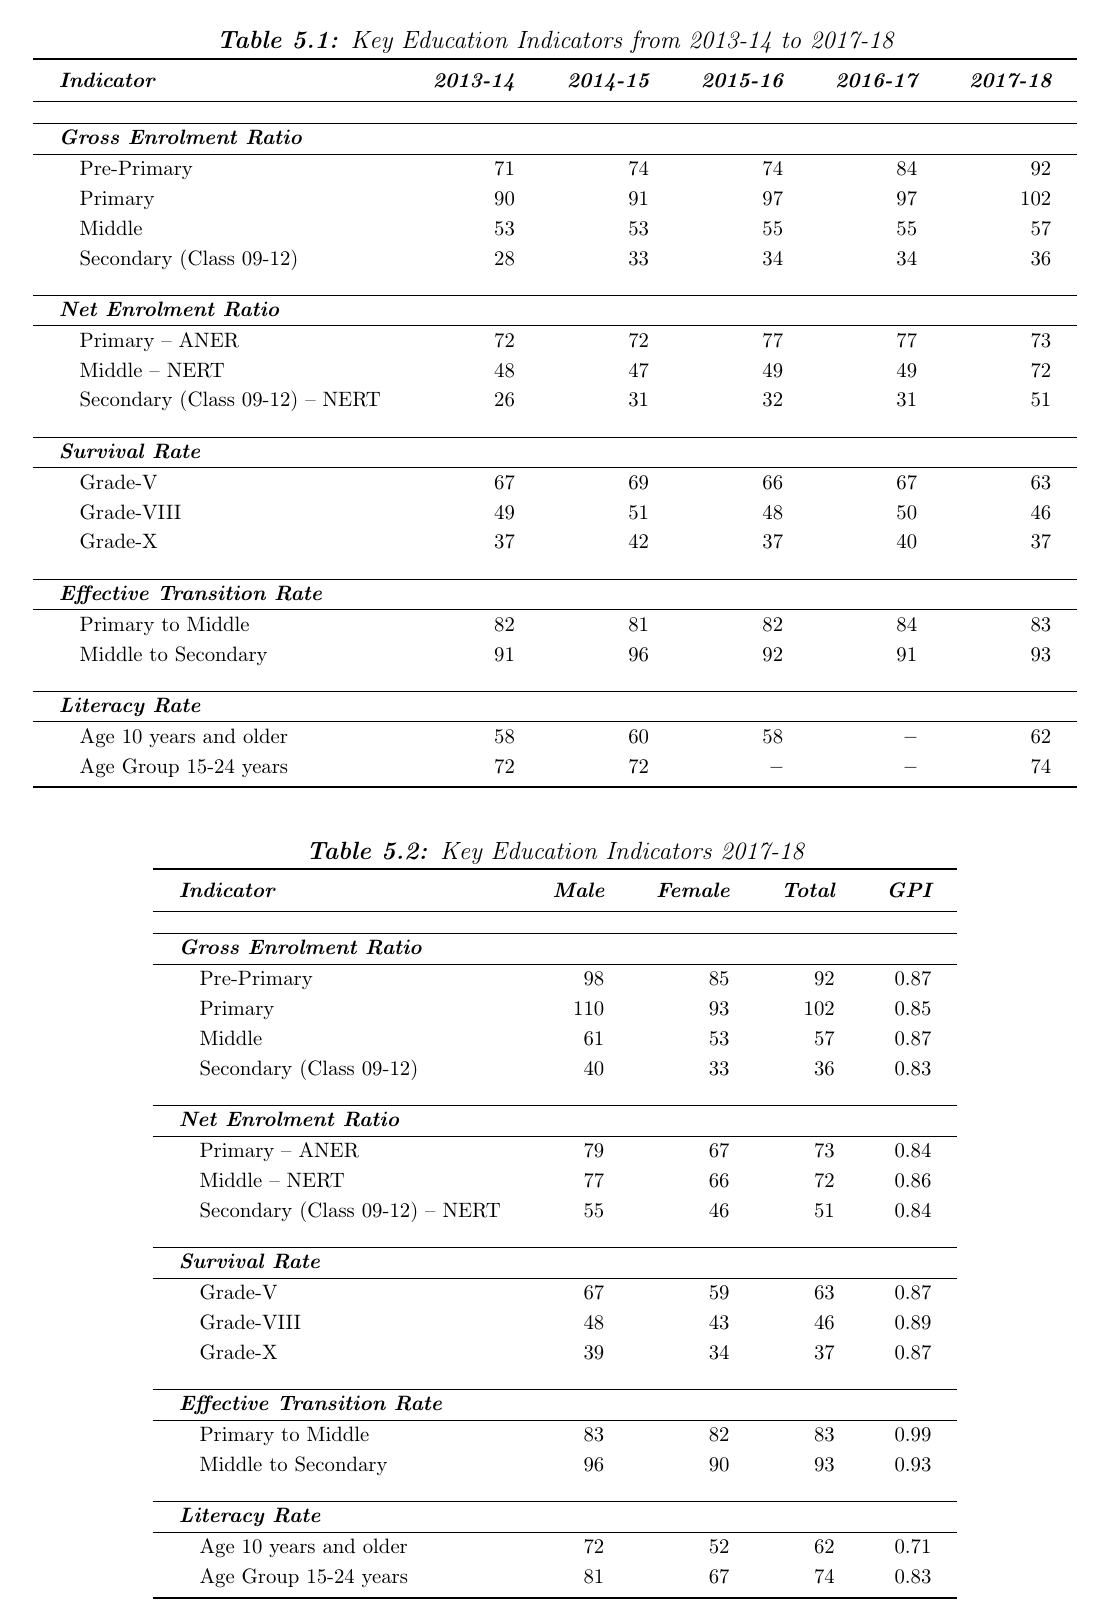 Table 5.1: Key Education Indicators from 2013-14 to 2017-18
Indicator 2013-14 2014-15 2015-16 2016-17 2017-18
Gross Enrolment Ratio
Pre-Primary 71 74 74 84 92
Primary 90 91 97 97 102
Middle 53 53 55 55 57
Secondary (Class 09-12) 28 33 34 34 36
Net Enrolment Ratio
Primary – ANER 72 72 77 77 73
Middle – NERT 48 47 49 49 72
Secondary (Class 09-12) – NERT 26 31 32 31 51
Survival Rate
Grade-V 67 69 66 67 63
Grade-VIII 49 51 48 50 46
Grade-X 37 42 37 40 37
Effective Transition Rate
Primary to Middle 82 81 82 84 83
Middle to Secondary 91 96 92 91 93
Literacy Rate
Age 10 years and older 58 60 58 – 62
Age Group 15-24 years 72 72 – – 74
Table 5.2: Key Education Indicators 2017-18
Indicator Male Female Total GPI
Gross Enrolment Ratio
Pre-Primary 98 85 92 0.87
Primary 110 93 102 0.85
Middle 61 53 57 0.87
Secondary (Class 09-12) 40 33 36 0.83
Net Enrolment Ratio
Primary – ANER 79 67 73 0.84
Middle – NERT 77 66 72 0.86
Secondary (Class 09-12) – NERT 55 46 51 0.84
Survival Rate
Grade-V 67 59 63 0.87
Grade-VIII 48 43 46 0.89
Grade-X 39 34 37 0.87
Effective Transition Rate
Primary to Middle 83 82 83 0.99
Middle to Secondary 96 90 93 0.93
Literacy Rate
Age 10 years and older 72 52 62 0.71
Age Group 15-24 years 81 67 74 0.83